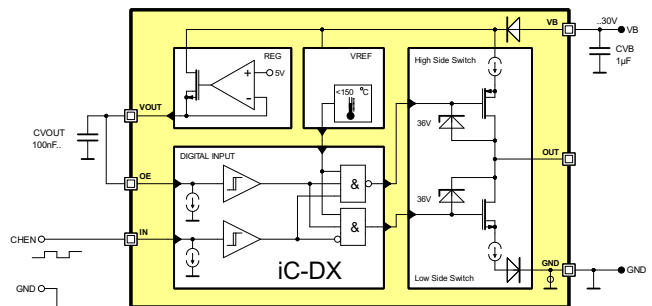 VB
..30V
VB
CVB
1µF
REG
5V
VREF
<150 °C
High Side Switch
36V
VOUT
CVOUT
100nF..
OE
DIGITAL INPUT
&
&
OUT
36V
CHEN
IN
iC-DX
GND
GND
Low Side Switch
GND